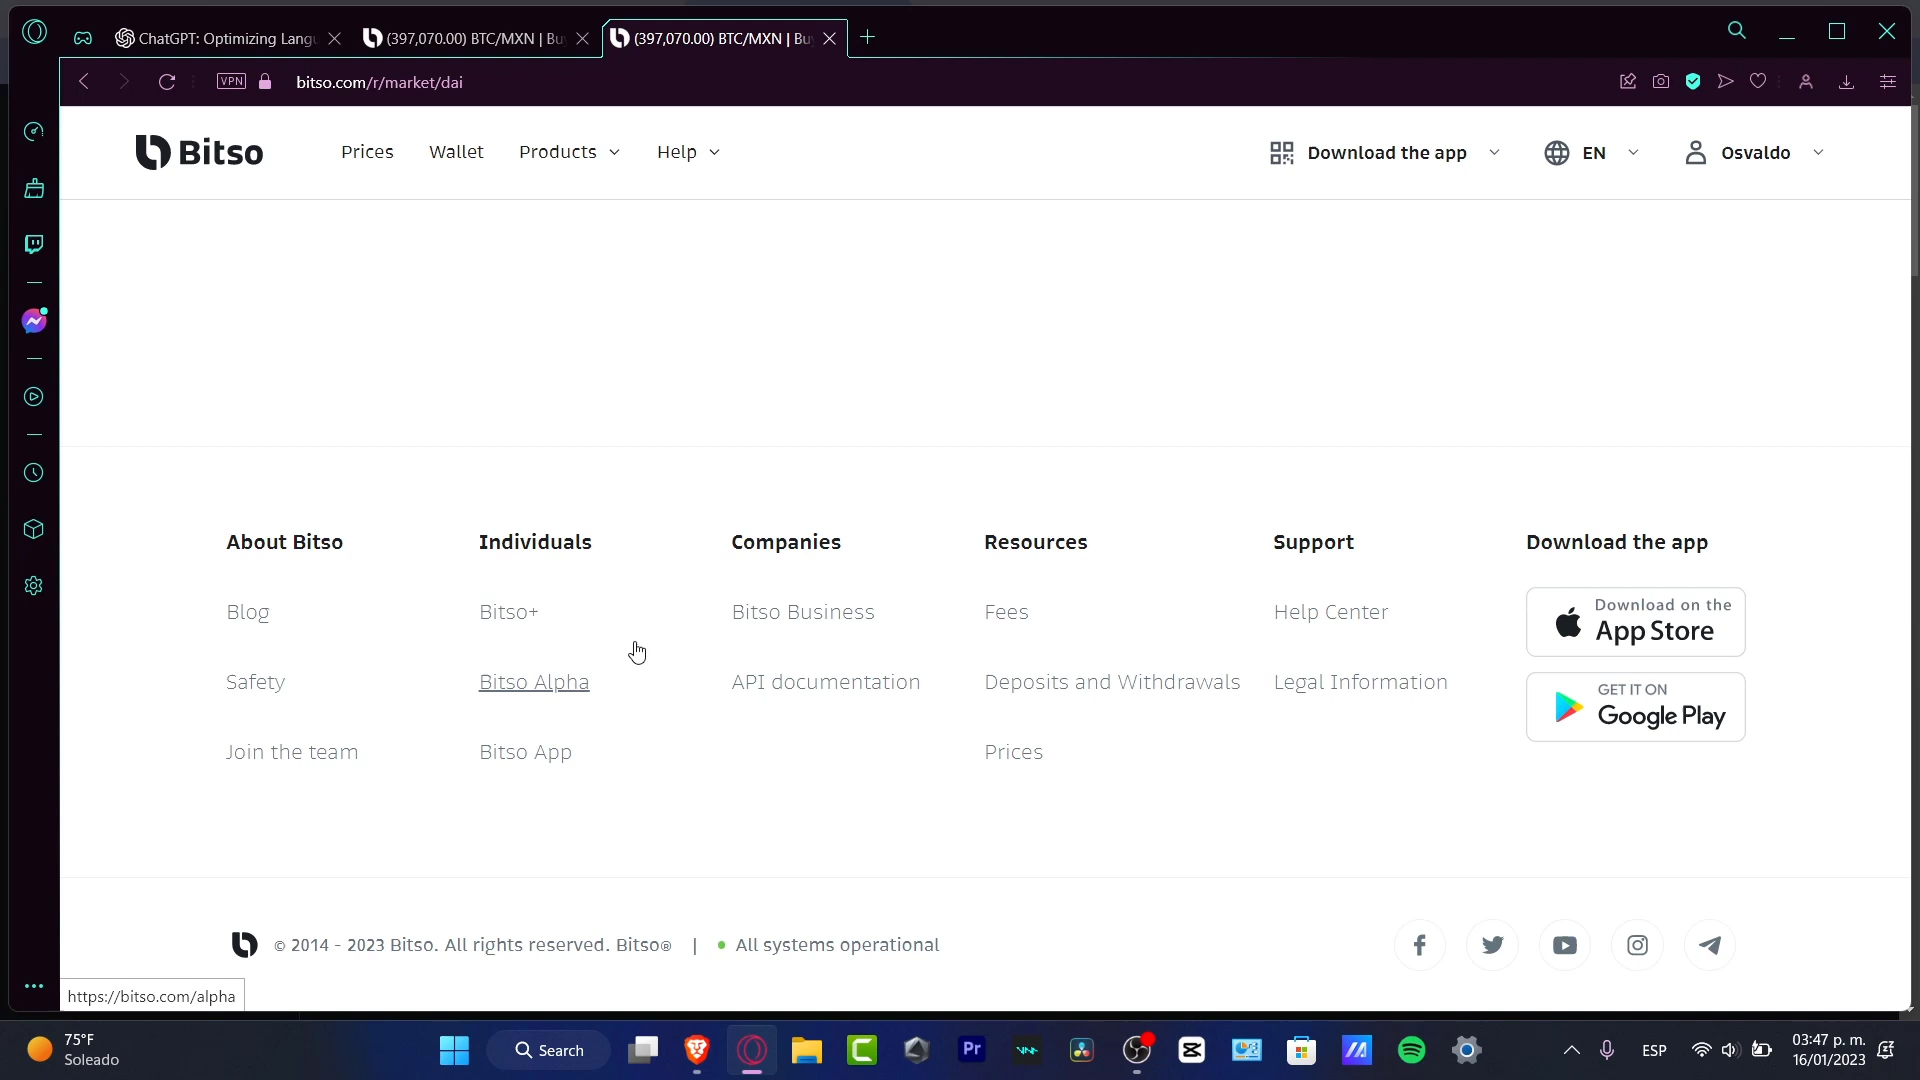 ChatGPT: Optimizing Langu
(397,070.00) BTC/MXN | Bu
(397,070.00) BTC/MXN | Bu
VPN
bitso.com/r/market/dai
Bitso
Prices
Wallet
Products
Help
Download the app
EN
Osvaldo
About Bitso
Individuals
Companies
Resources
Support
Download the app
Blog
Bitso+
Bitso Business
Fees
Help Center
Download on the
App Store
Safety
Bitso Alpha
API documentation
Deposits and Withdrawals
Legal Information
GET IT ON
Google Play
Join the team
Bitso App
Prices
© 2014 - 2023 Bitso. All rights reserved. Bitso®
|
All systems operational
https://bitso.com/alpha
75°F
Soleado
Search
Pr
ESP
03:47 p. m.
16/01/2023